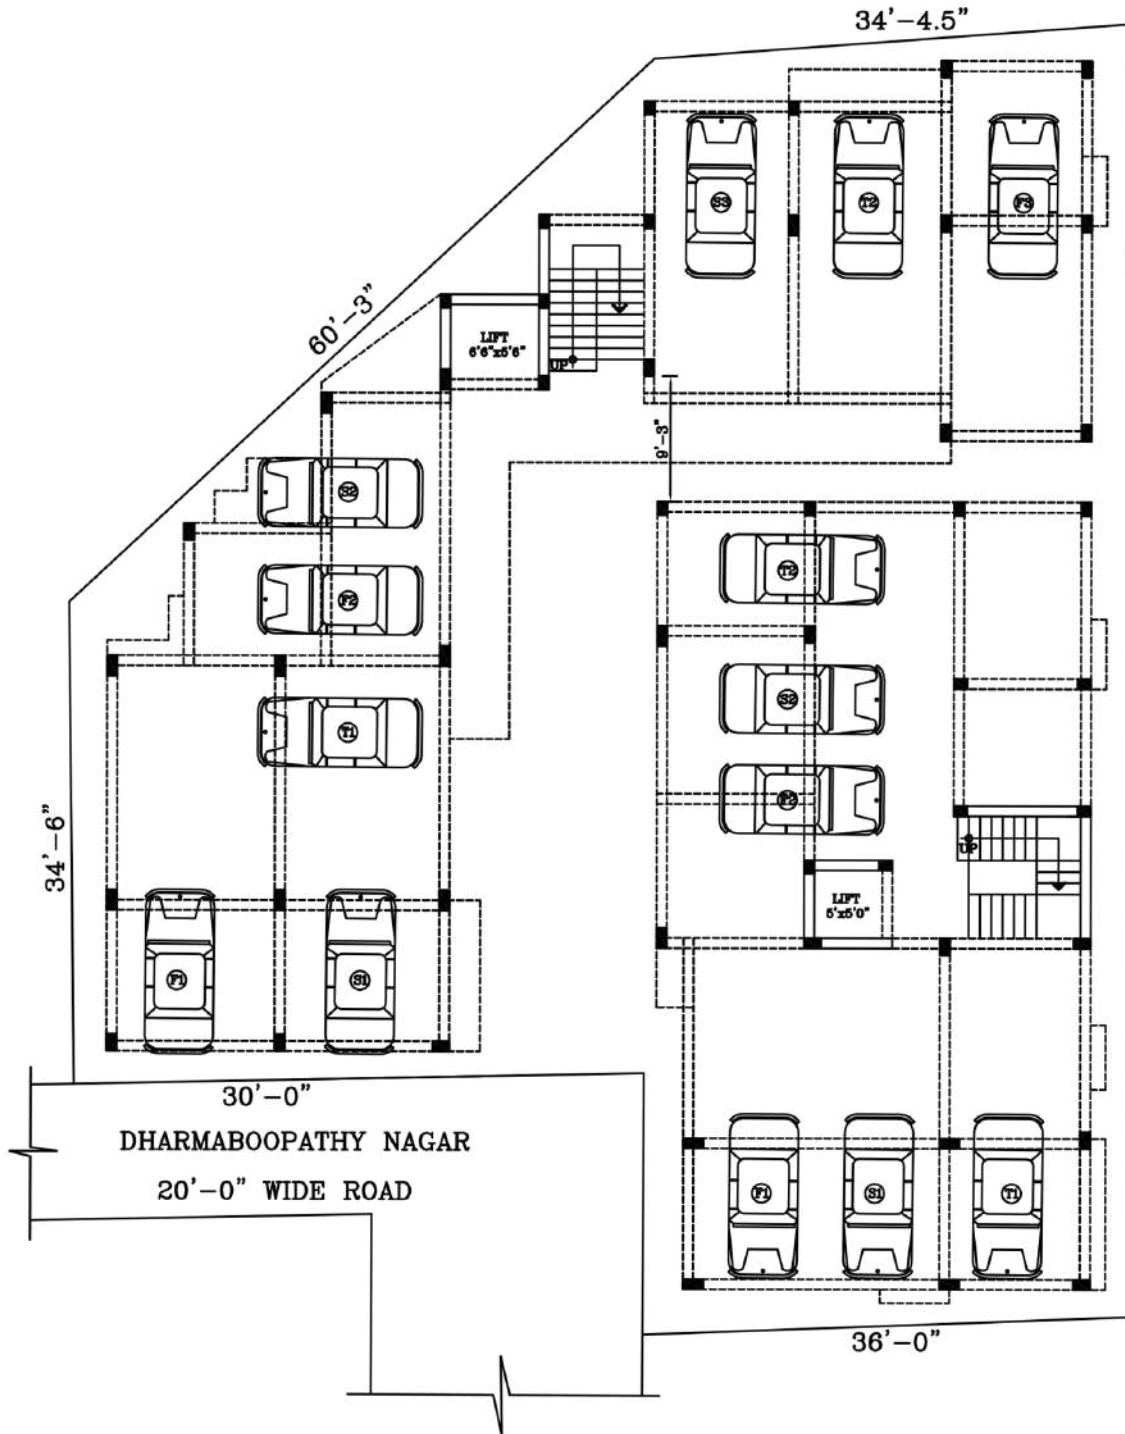 34'-4.5"
S3
T2
F3
60'-3"
LIFT
6'6"x5'6"
UP
9'-3"
S2
T2
F2
S2
T1
F2
34'-6"
UP
LIFT
5'x5'0"
F1
S1
30'-0"
DHARMABOOPATHY NAGAR
20'-0" WIDE ROAD
F1
S1
T1
36'-0"